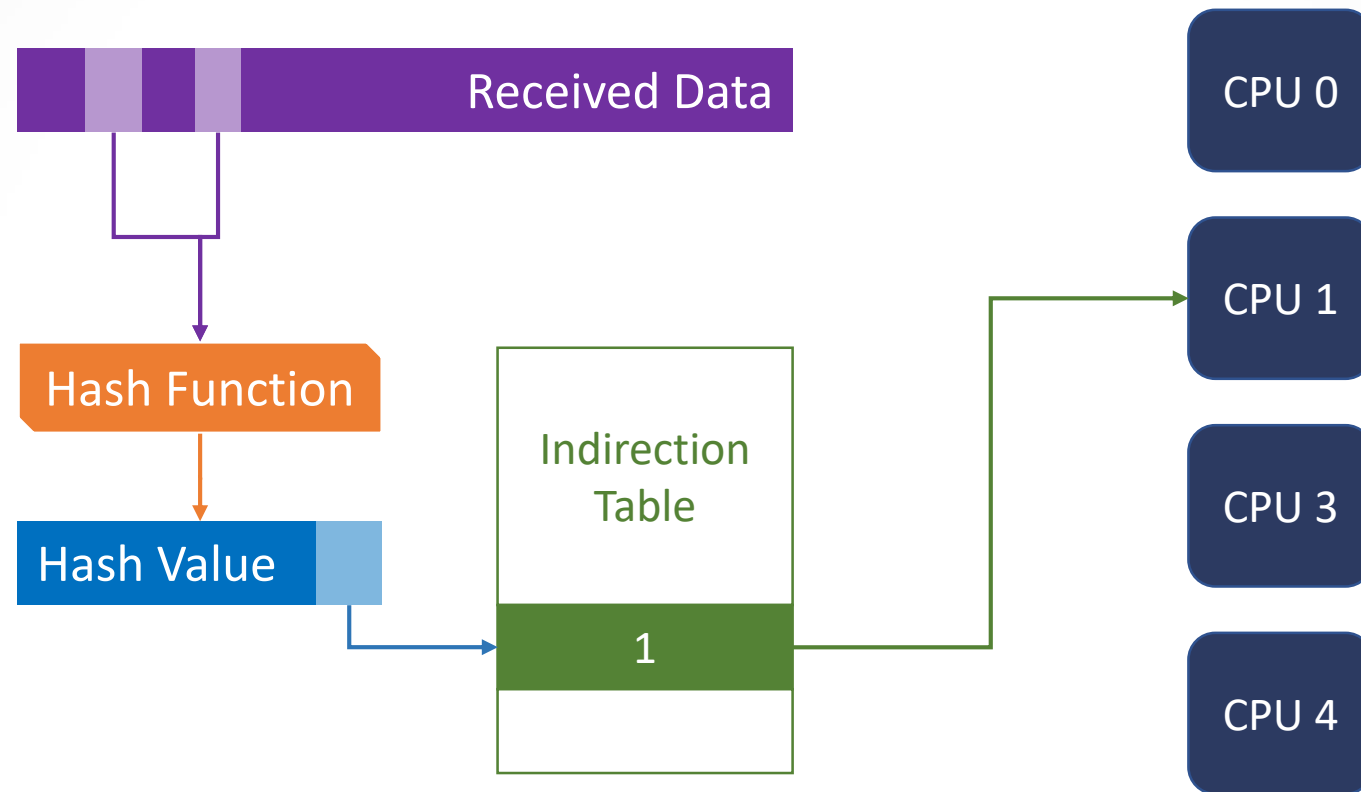 Received Data
Hash Function
Hash Value
Indirection
Table
1
CPU 0
CPU 1
CPU 3
CPU 4